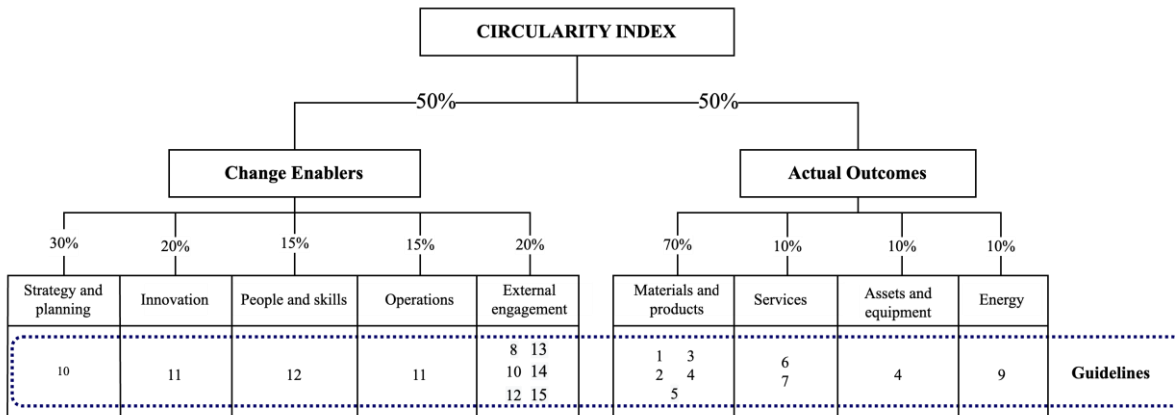 CIRCULARITY INDEX
50% 50%
Change Enablers Actual Outcomes
30% 20% 15% 15% 20% 70% 10% 10% 10%
Strategy and planning
Innovation
People and skills
Operations
External engagement
Materials and products
Services
Assets and equipment
Energy
10
11
12
11
8 13
10 14
12 15
1 3
2 4
5
6
7
4
9
Guidelines